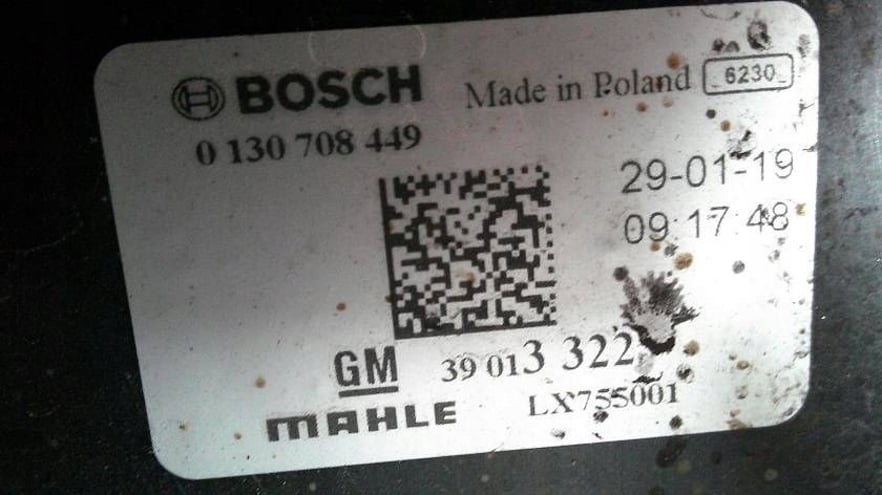 BOSCH Made in Poland 6230
0 130 708 449
29-01-19
09:17:48
GM 39 013 322
MAHLE LX755001